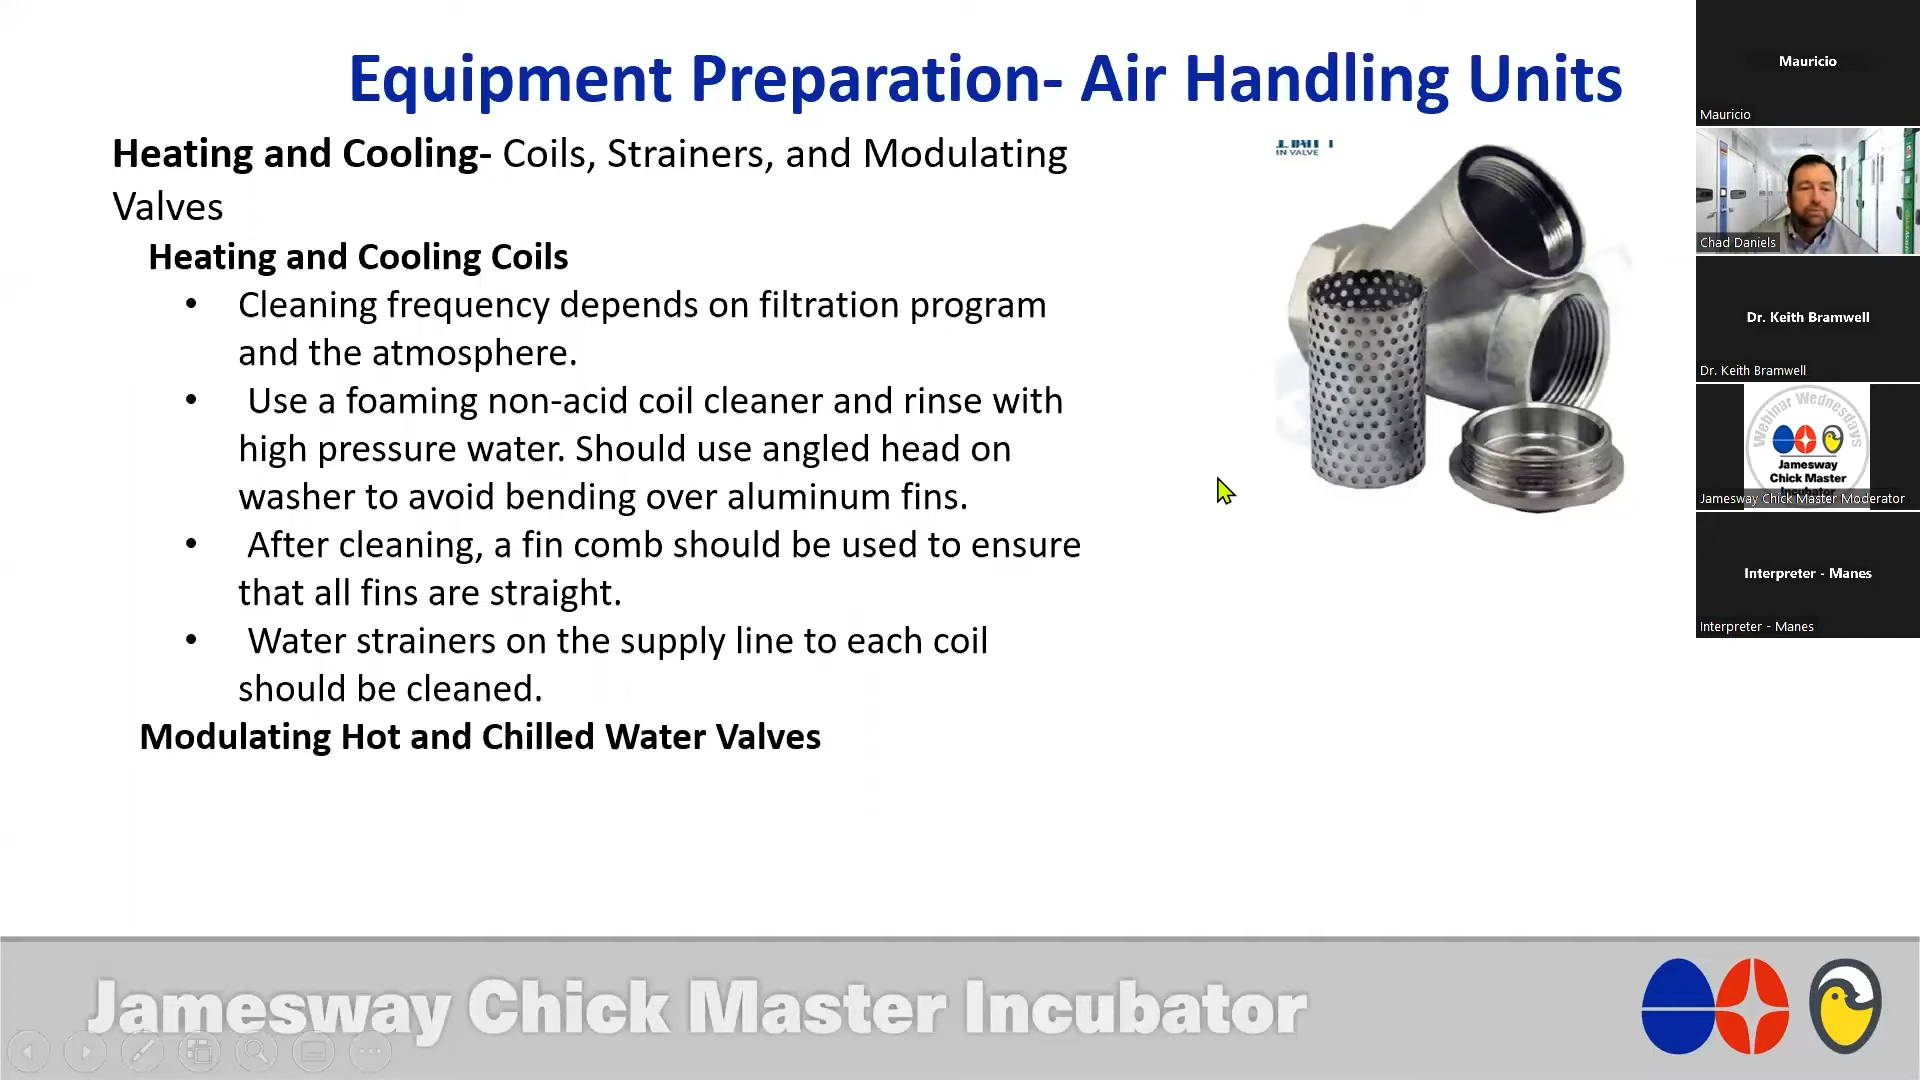 Equipment Preparation- Air Handling Units
Heating and Cooling- Coils, Strainers, and Modulating
Valves
Heating and Cooling Coils
• Cleaning frequency depends on filtration program
and the atmosphere.
• Use a foaming non-acid coil cleaner and rinse with
high pressure water. Should use angled head on
washer to avoid bending over aluminum fins.
• After cleaning, a fin comb should be used to ensure
that all fins are straight.
• Water strainers on the supply line to each coil
should be cleaned.
Modulating Hot and Chilled Water Valves
IN VALVE
Jamesway Chick Master Incubator
Mauricio
Mauricio
Chad Daniels
Dr. Keith Bramwell
Dr. Keith Bramwell
Webinar Wednesdays
Jamesway
Chick Master
Jamesway Chick Master Moderator
Interpreter - Manes
Interpreter - Manes